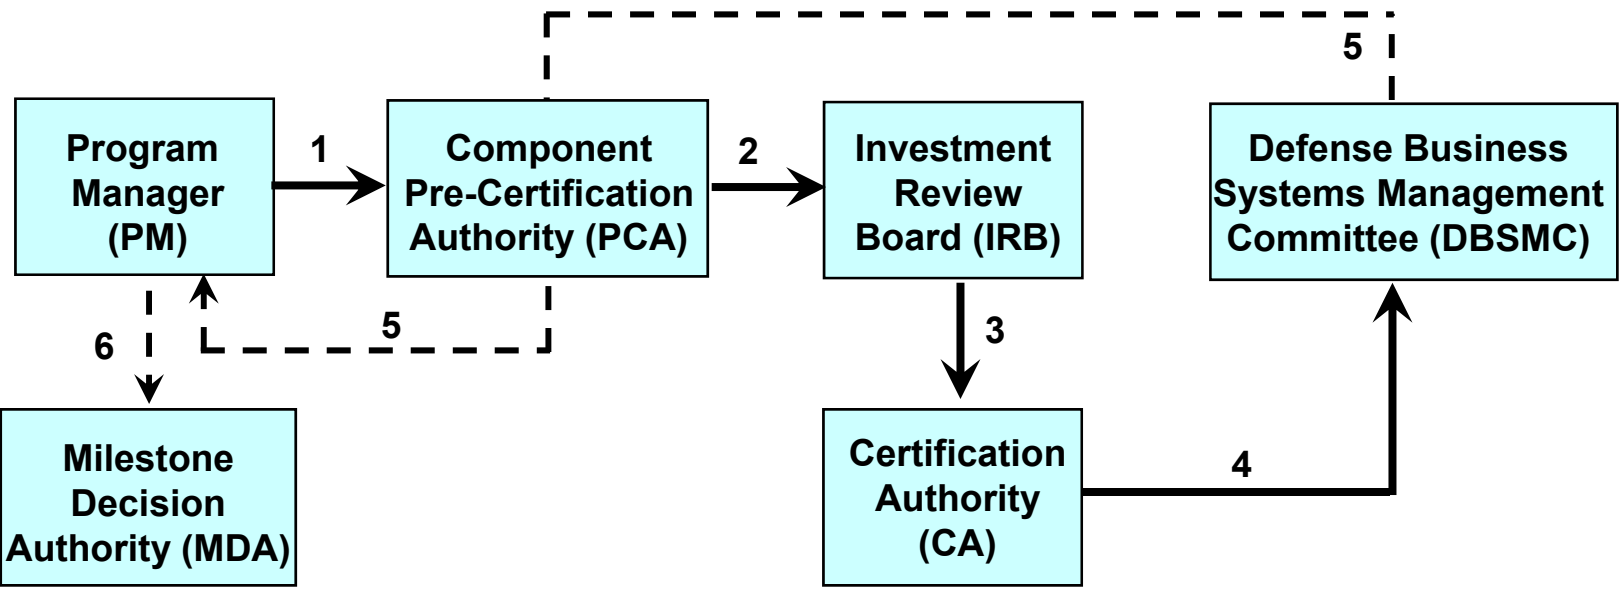 5
Program
Manager
(PM)
1
Component
Pre-Certification
Authority (PCA)
2
Investment
Review
Board (IRB)
Defense Business
Systems Management
Committee (DBSMC)
6
5
3
Milestone
Decision
Authority (MDA)
Certification
Authority
(CA)
4